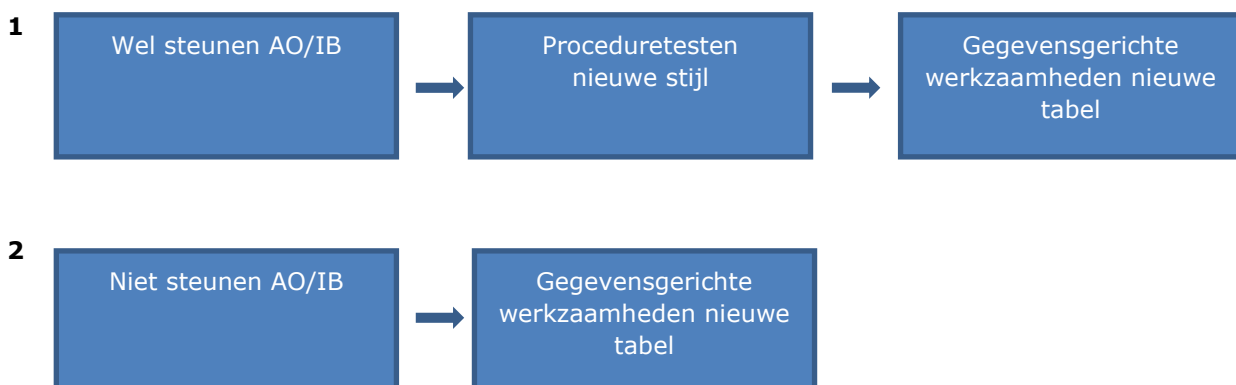 1
Wel steunen AO/IB
Proceduretesten
nieuwe stijl
Gegevensgerichte
werkzaamheden nieuwe
tabel
2
Niet steunen AO/IB
Gegevensgerichte
werkzaamheden nieuwe
tabel